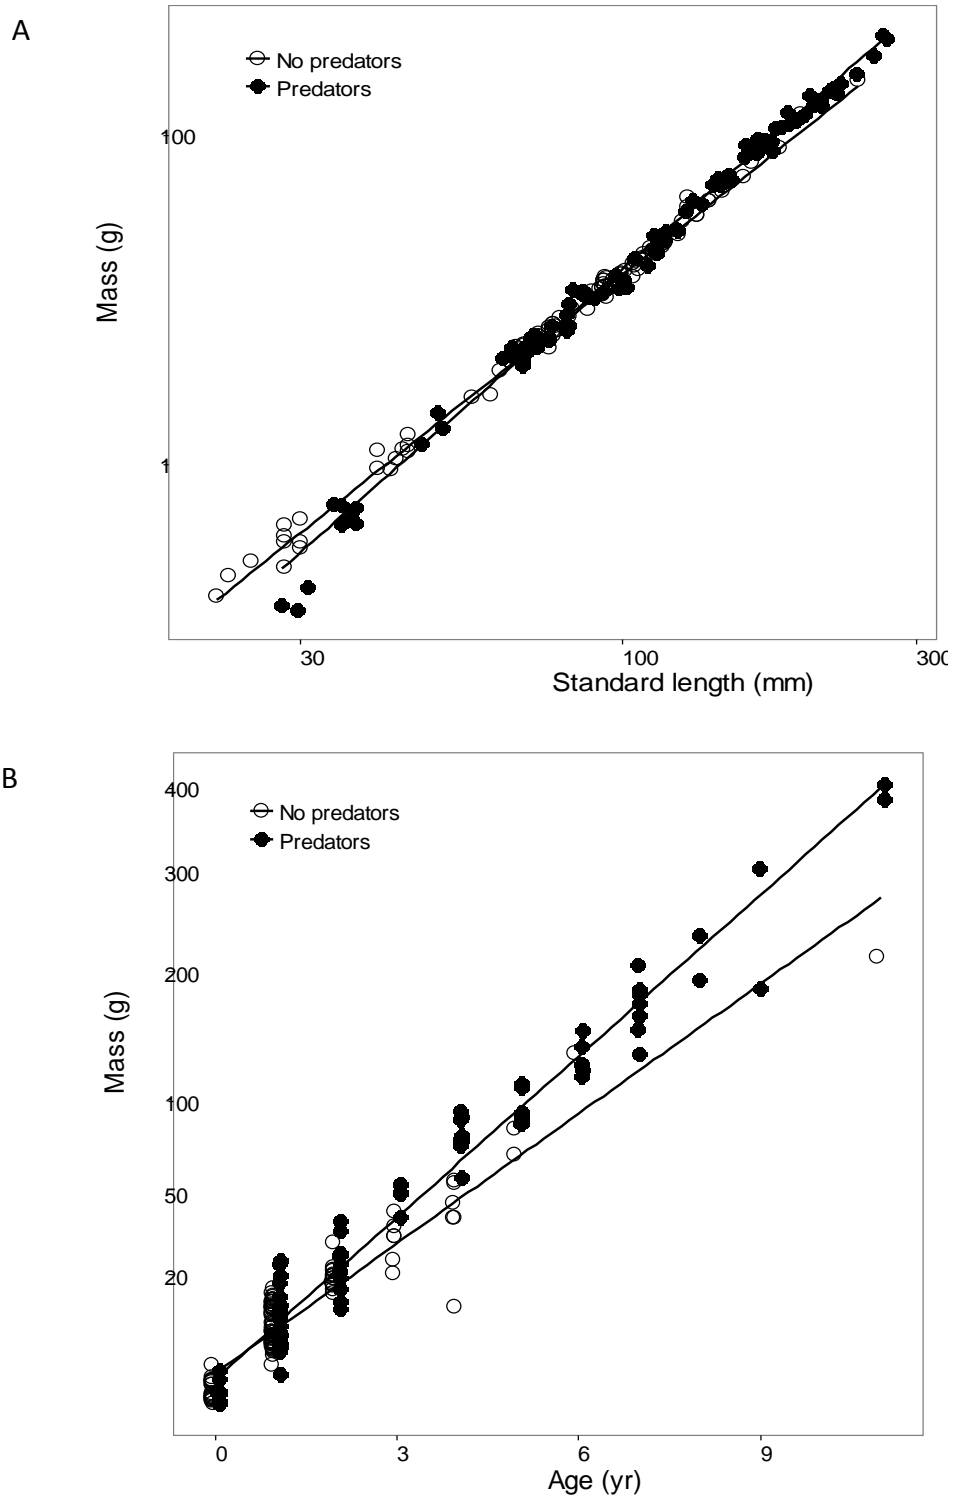 A
No predators
Predators
100
1
Mass (g)
30
100
300
Standard length (mm)
B
400
No predators
Predators
300
200
100
50
20
Mass (g)
0
3
6
9
Age (yr)